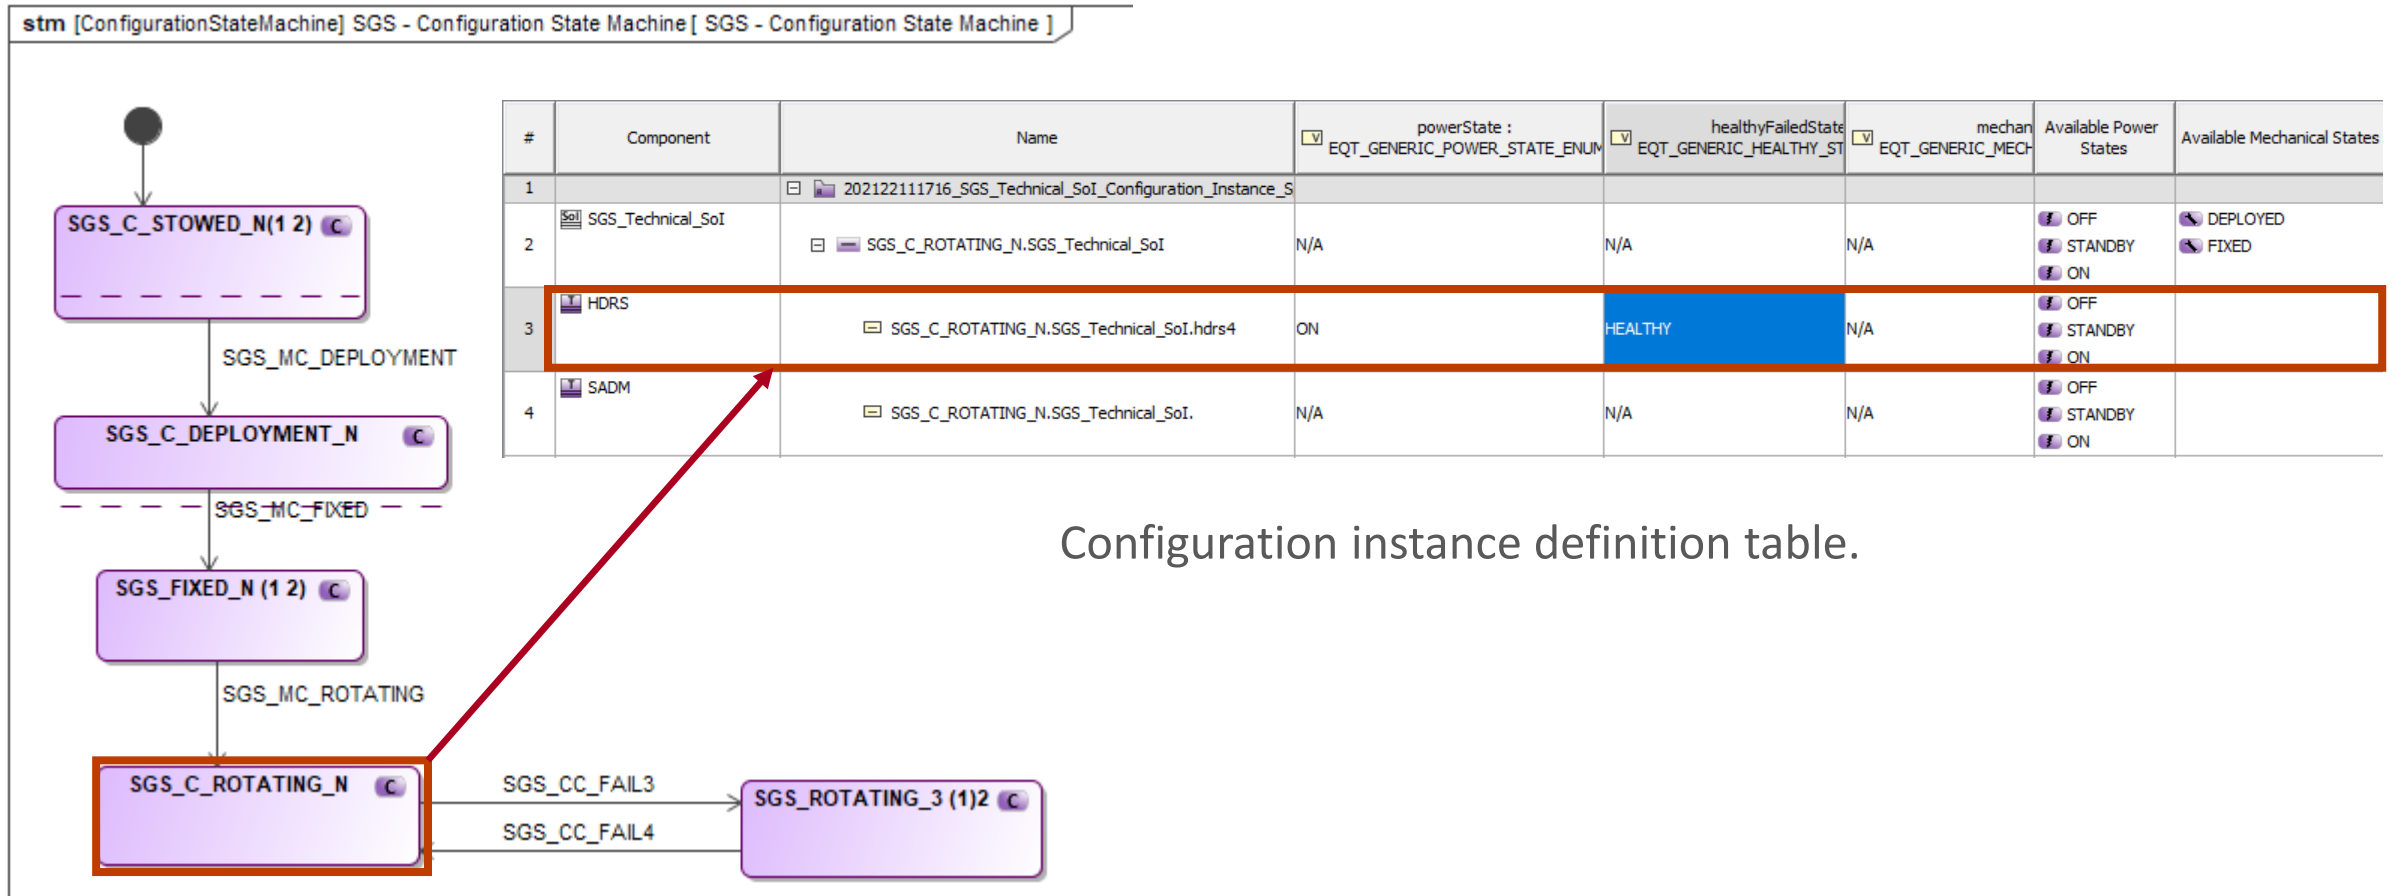 stm [ConfigurationStateMachine] SGS - Configuration State Machine [ SGS - Configuration State Machine ]
SGS_C_STOWED_N(1 2) C
SGS_MC_DEPLOYMENT
SGS_C_DEPLOYMENT_N C
SGS_MC_FIXED
SGS_FIXED_N (1 2) C
SGS_MC_ROTATING
SGS_C_ROTATING_N C
SGS_CC_FAIL3
SGS_CC_FAIL4
SGS_ROTATING_3 (1)2 C
# Component Name V powerState : EQT_GENERIC_POWER_STATE_ENUM V healthyFailedState EQT_GENERIC_HEALTHY_ST V mechan EQT_GENERIC_MECH Available Power States Available Mechanical States
1 202122111716_SGS_Technical_SoI_Configuration_Instance_S
2 SoI SGS_Technical_SoI SGS_C_ROTATING_N.SGS_Technical_SoI N/A N/A N/A OFF STANDBY ON DEPLOYED FIXED
3 T HDRS SGS_C_ROTATING_N.SGS_Technical_SoI.hdrs4 ON HEALTHY N/A OFF STANDBY ON
4 T SADM SGS_C_ROTATING_N.SGS_Technical_SoI. N/A N/A N/A OFF STANDBY ON
Configuration instance definition table.